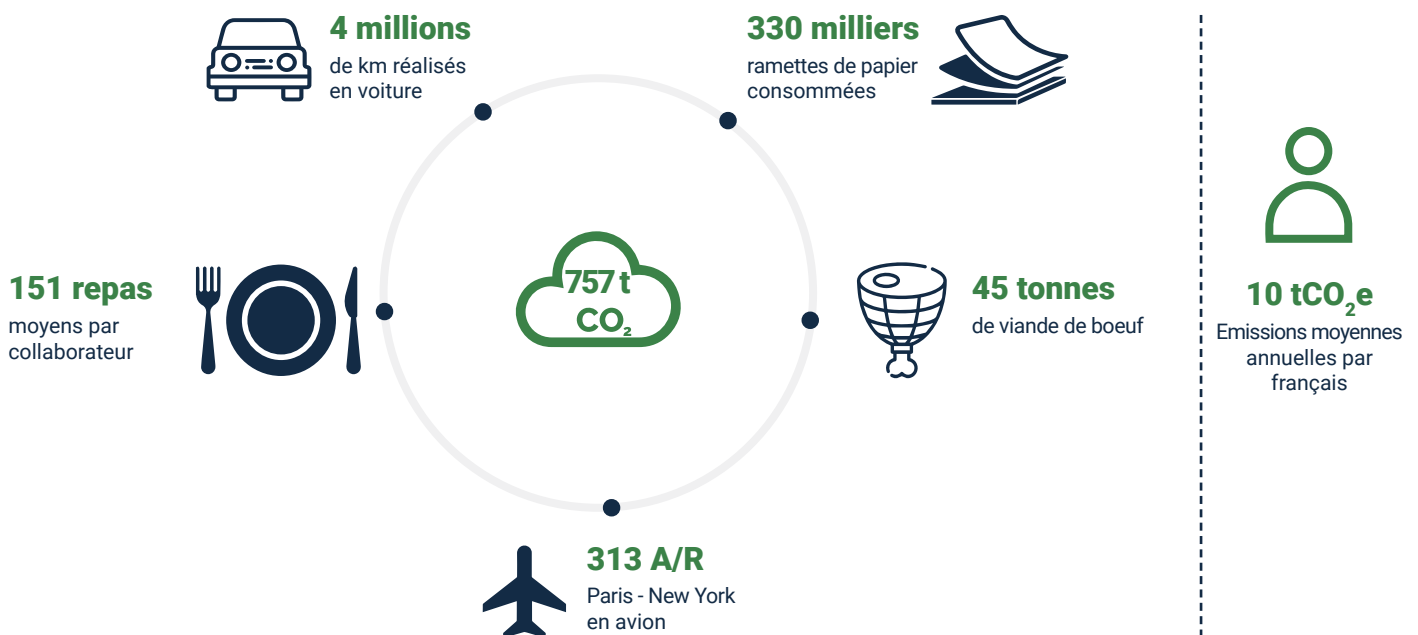 4 millions
de km réalisés
en voiture
330 milliers
ramettes de papier
consommées
151 repas
moyens par
collaborateur
757 t
CO₂
45 tonnes
de viande de boeuf
313 A/R
Paris - New York
en avion
10 tCO₂e
Emissions moyennes
annuelles par
français